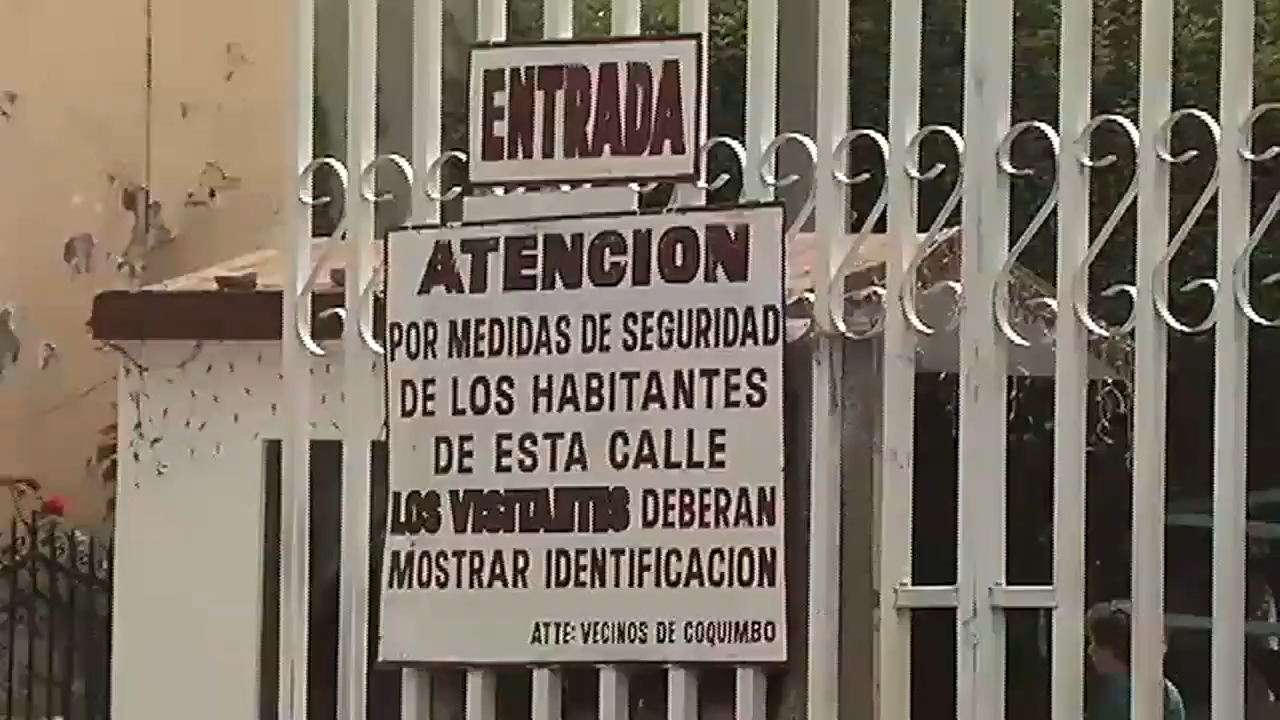 ENTRADA
ATENCION
POR MEDIDAS DE SEGURIDAD
DE LOS HABITANTES
DE ESTA CALLE
LOS VISITANTES DEBERAN
MOSTRAR IDENTIFICACION
ATTE: VECINOS DE COQUIMBO